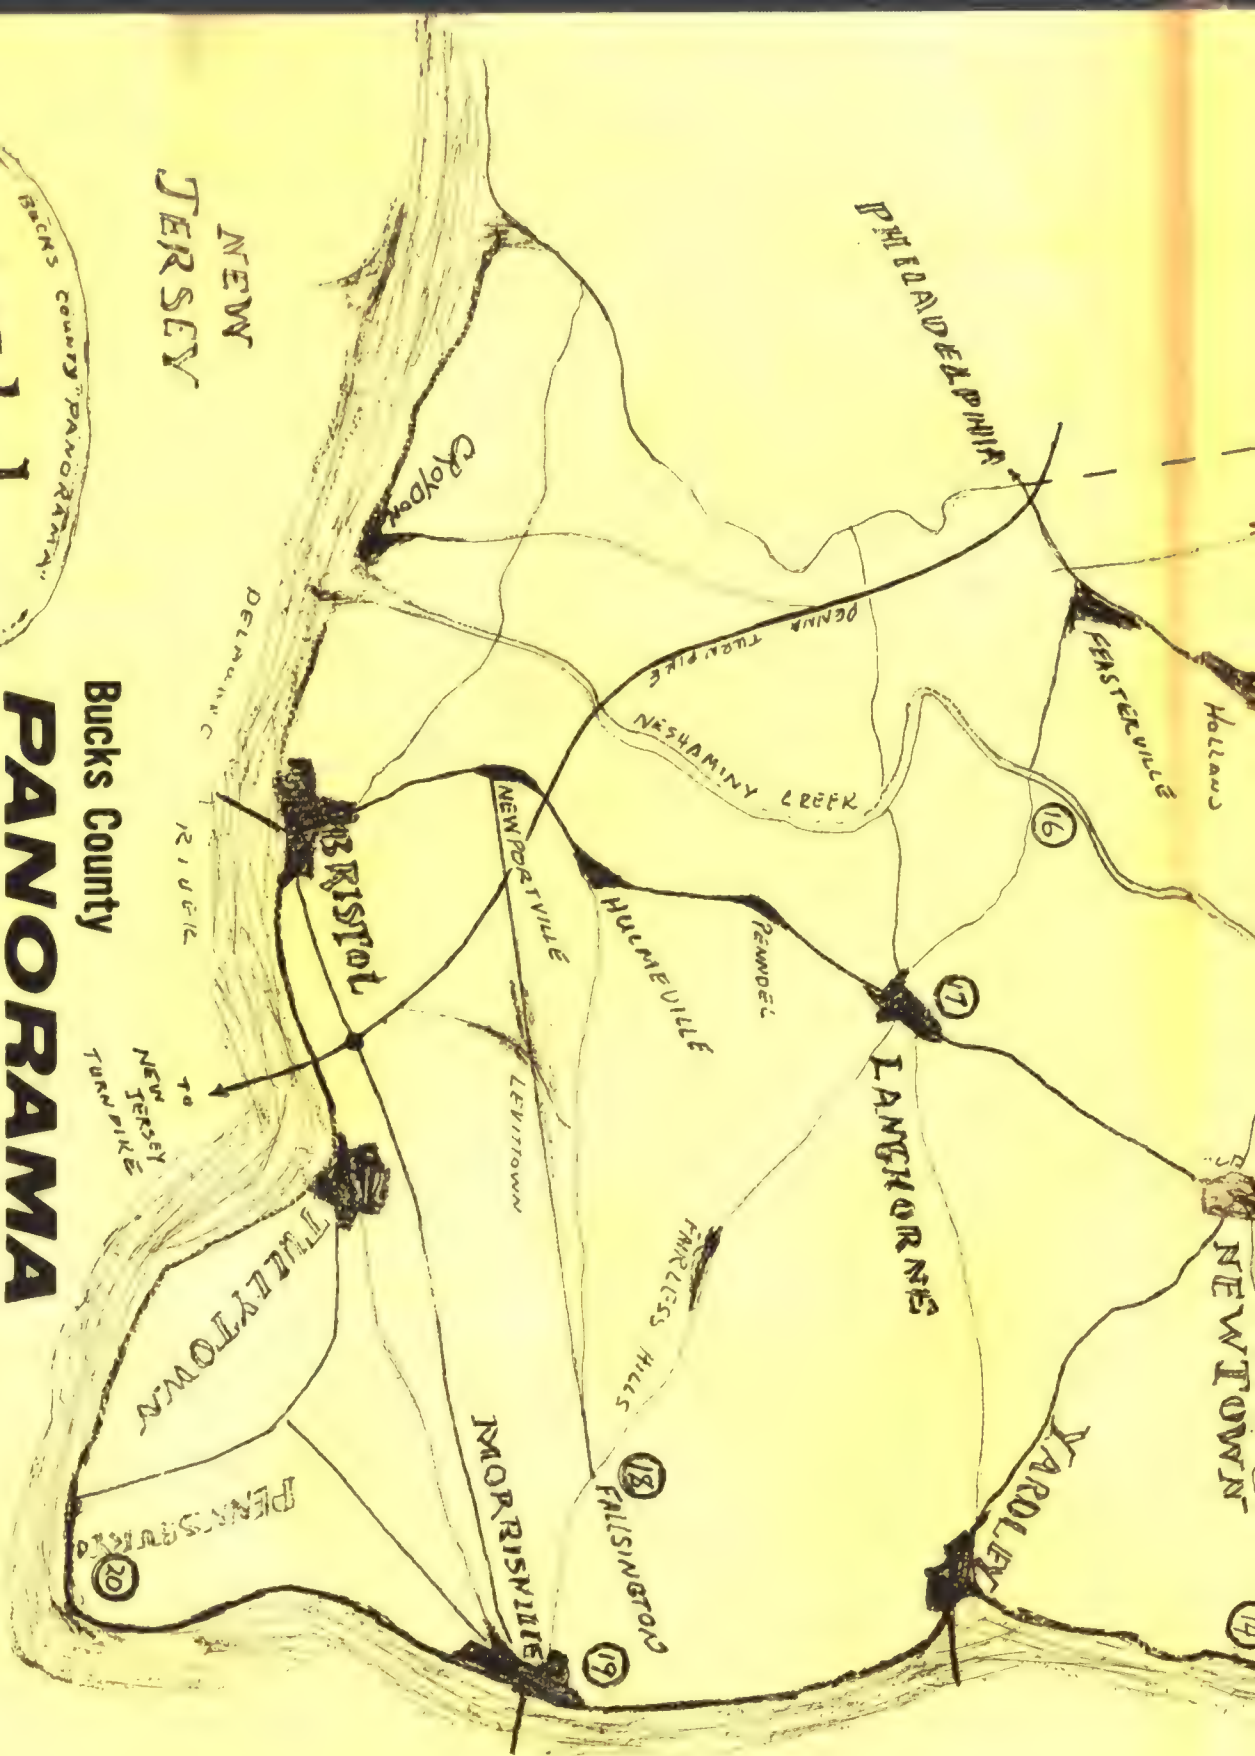 PHILADELPHIA
HOLLAND
FEASTERVILLE
16
PENNA
TURNPIKE
NESHAMINY CREEK
CROYDON
NEW
JERSEY
BUCKS COUNTY "PANORAMA"
DELAWARE
RIVER
BRISTOL
NEWPORTVILLE
HULMEVILLE
PENNDEL
17
LANGHORNE
NEWTOWN
LEVITTOWN
TO
NEW
JERSEY
TURNPIKE
TULLYTOWN
FAIRLESS HILLS
YARDLEY
MORRISVILLE
18
FALLSINGTON
19
20
14
Bucks County
PANORAMA